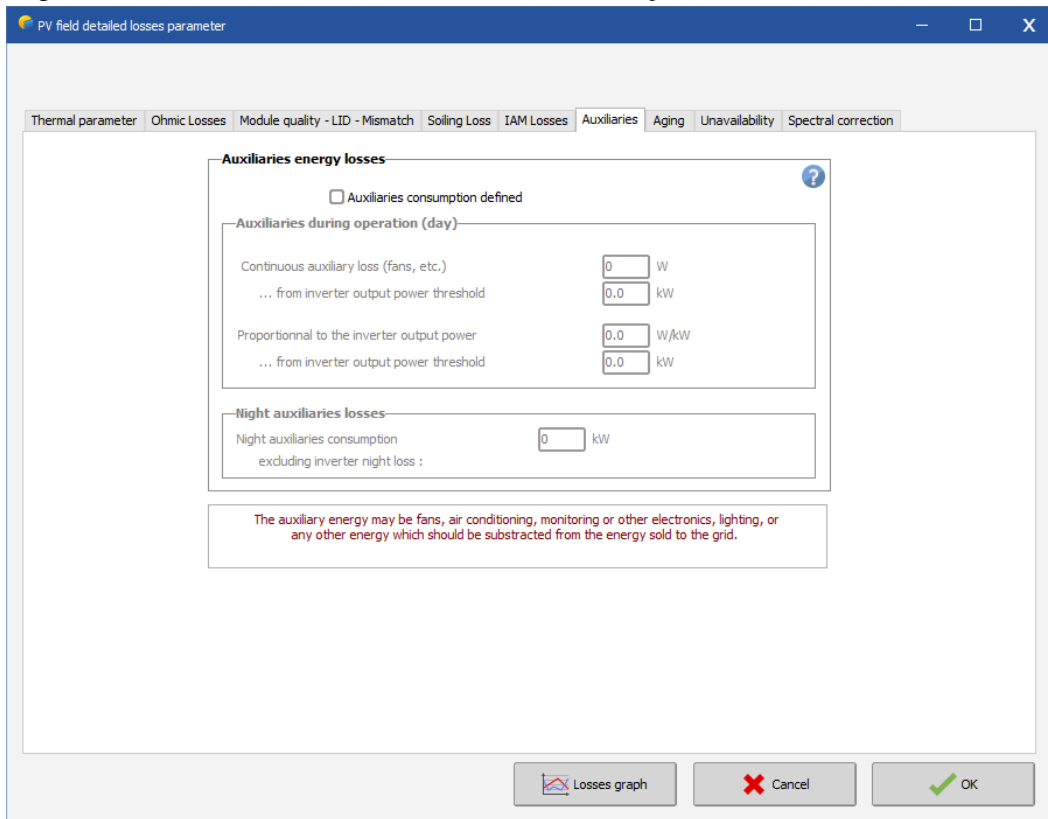 PV field detailed losses parameter
Thermal parameter Ohmic Losses Module quality - LID - Mismatch Soiling Loss IAM Losses Auxiliaries Aging Unavailability Spectral correction
Auxiliaries energy losses
?
Auxiliaries consumption defined
Auxiliaries during operation (day)
Continuous auxiliary loss (fans, etc.) 0 W
... from inverter output power threshold 0.0 kW
Proportionnal to the inverter output power 0.0 W/kW
... from inverter output power threshold 0.0 kW
Night auxiliaries losses
Night auxiliaries consumption 0 kW
excluding inverter night loss :
The auxiliary energy may be fans, air conditioning, monitoring or other electronics, lighting, or
any other energy which should be substracted from the energy sold to the grid.
Losses graph Cancel OK